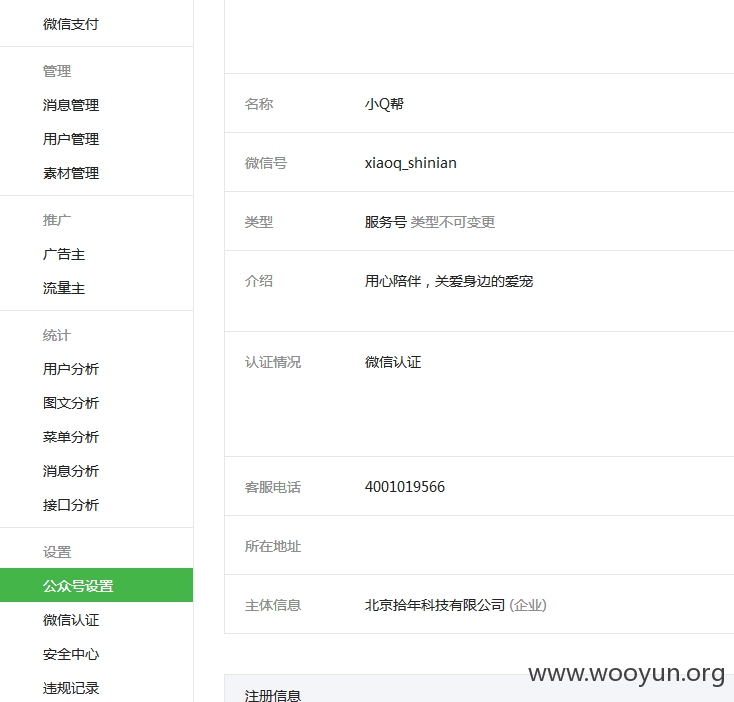 微信支付
管理
消息管理
用户管理
素材管理
推广
广告主
流量主
统计
用户分析
图文分析
菜单分析
消息分析
接口分析
设置
公众号设置
微信认证
安全中心
违规记录
名称 小Q帮
微信号 xiaoq_shinian
类型 服务号 类型不可变更
介绍 用心陪伴，关爱身边的爱宠
认证情况 微信认证
客服电话 4001019566
所在地址
主体信息 北京拾年科技有限公司 (企业)
注册信息
www.wooyun.org